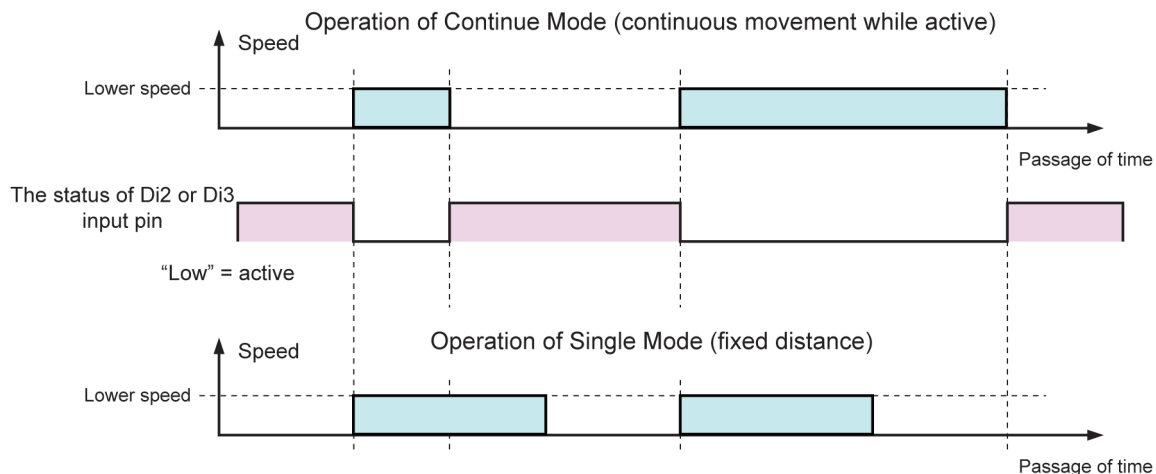 Operation of Continue Mode (continuous movement while active)
Speed
Lower speed
Passage of time
The status of Di2 or Di3
input pin
“Low” = active
Operation of Single Mode (fixed distance)
Speed
Lower speed
Passage of time